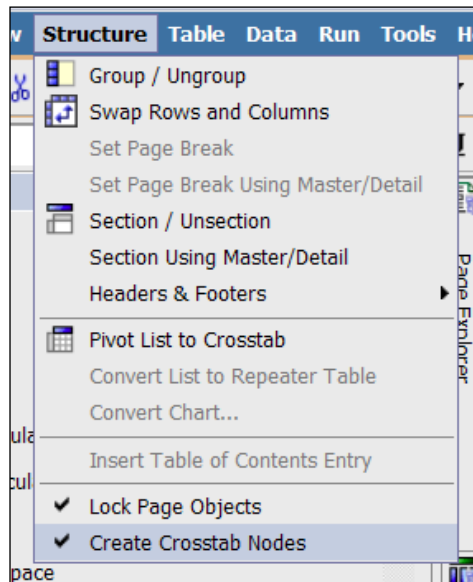 w Structure Table Data Run Tools H
Group / Ungroup
Swap Rows and Columns
Set Page Break
Set Page Break Using Master/Detail
Section / Unsection
Section Using Master/Detail
Headers & Footers
Page Explorer
Pivot List to Crosstab
Convert List to Repeater Table
Convert Chart...
ula
Insert Table of Contents Entry
cul
Lock Page Objects
Create Crosstab Nodes
pace